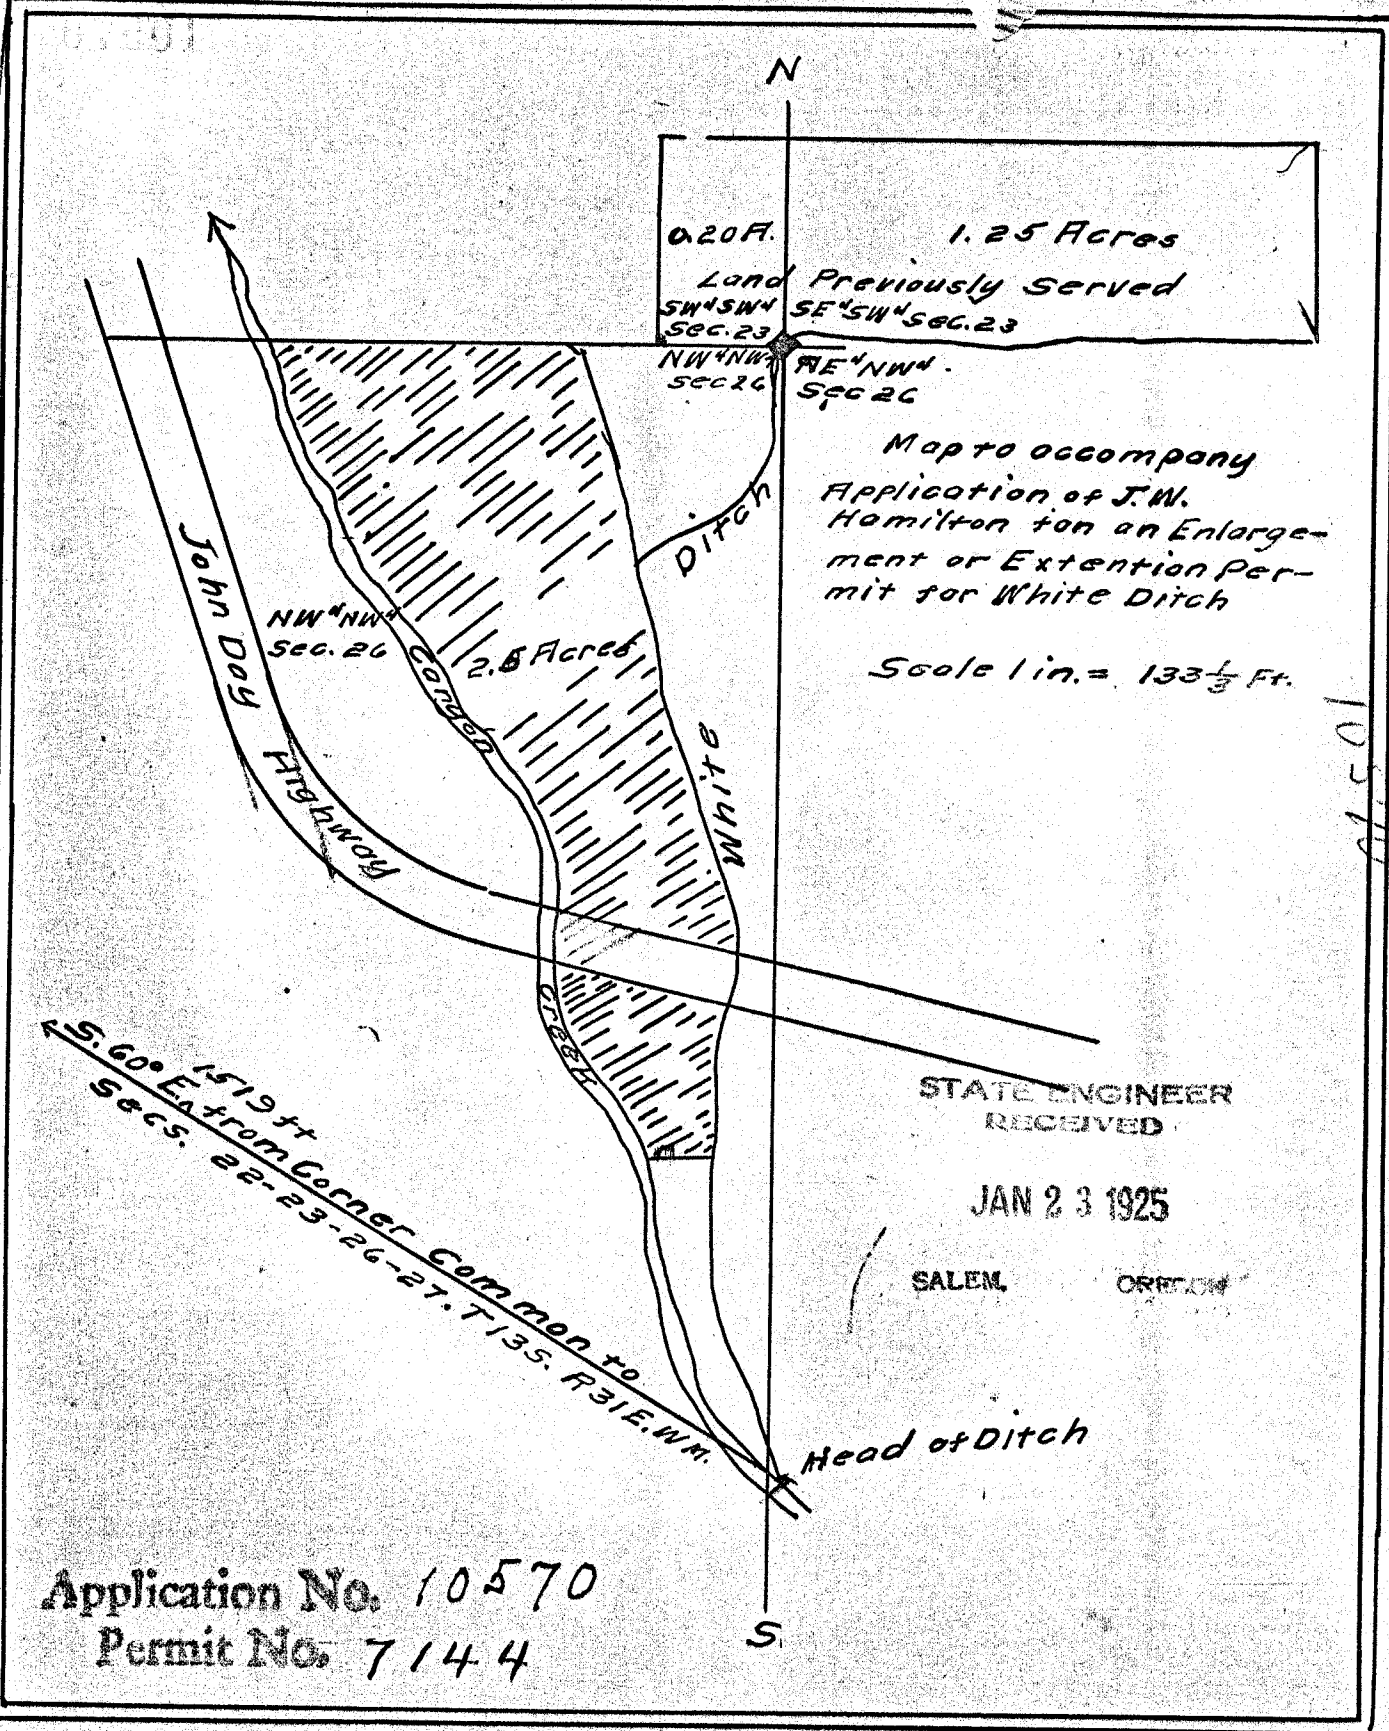 N
0.20 A.
1.25 Acres
Land Previously Served
SW¼SW¼
Sec. 23
SE¼SW¼ Sec. 23
NW¼NW¼
Sec 26
NE¼NW¼.
Sec 26
Map to accompany
Application of J.W.
Hamilton for an Enlarge-
ment or Extention Per-
mit for White Ditch
Scale 1 in. = 133⅓ Ft.
Ditch
John Day Highway
NW¼NW¼
Sec. 26
Canyon Creek
2.5 Acres
White
1519 ft
S. 60° E. from Corner Common to
Secs. 22-23-26-27. T 13 S. R 31 E. W M.
STATE ENGINEER
RECEIVED
JAN 23 1925
SALEM, OREGON
Head of Ditch
S.
Application No. 10570
Permit No. 7144